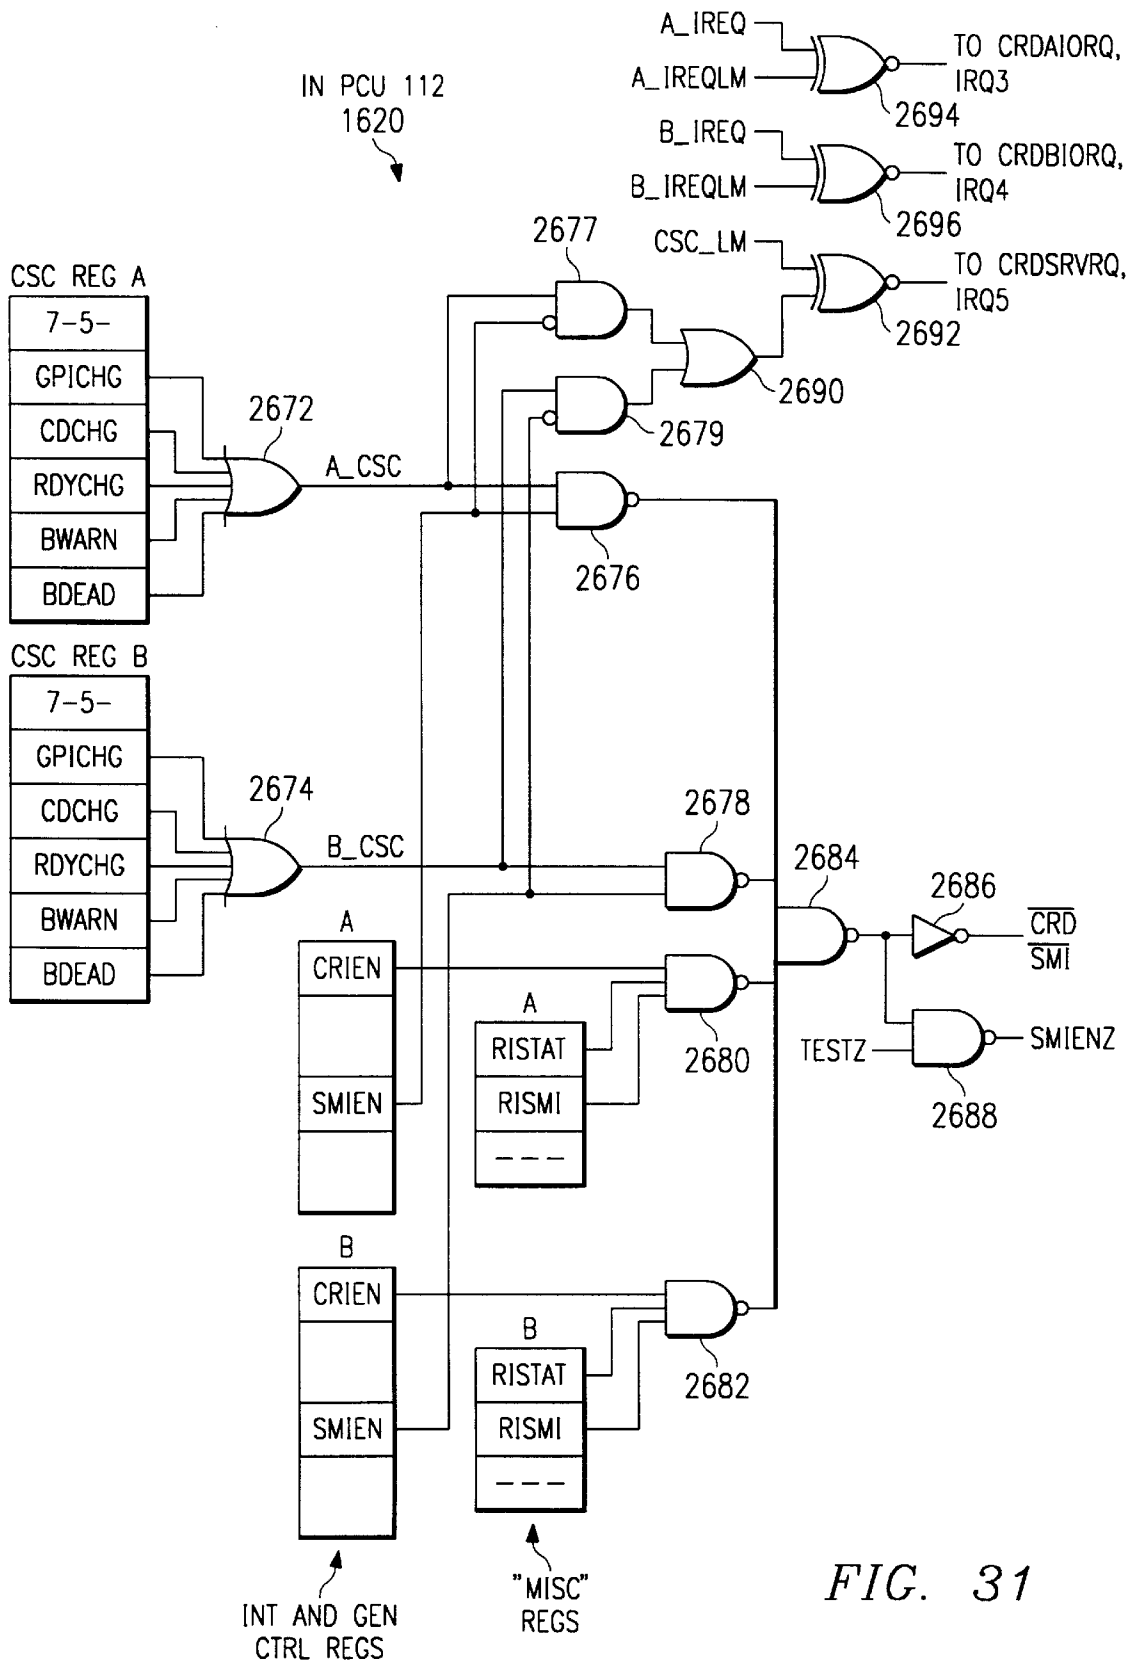 A_IREQ
A_IREQLM
TO CRDAIORQ,
IRQ3
2694
IN PCU 112
1620
B_IREQ
B_IREQLM
TO CRDBIORQ,
IRQ4
2696
CSC_LM
TO CRDSRVRQ,
IRQ5
2692
2677
2690
2679
CSC REG A
7-5-
GPICHG
CDCHG
RDYCHG
BWARN
BDEAD
2672
A_CSC
2676
CSC REG B
7-5-
GPICHG
CDCHG
RDYCHG
BWARN
BDEAD
2674
B_CSC
2678
2684
2686
CRD
SMI
A
CRIEN
SMIEN
A
RISTAT
RISMI
---
2680
TESTZ
SMIENZ
2688
B
CRIEN
SMIEN
B
RISTAT
RISMI
---
2682
INT AND GEN
CTRL REGS
"MISC"
REGS
FIG. 31